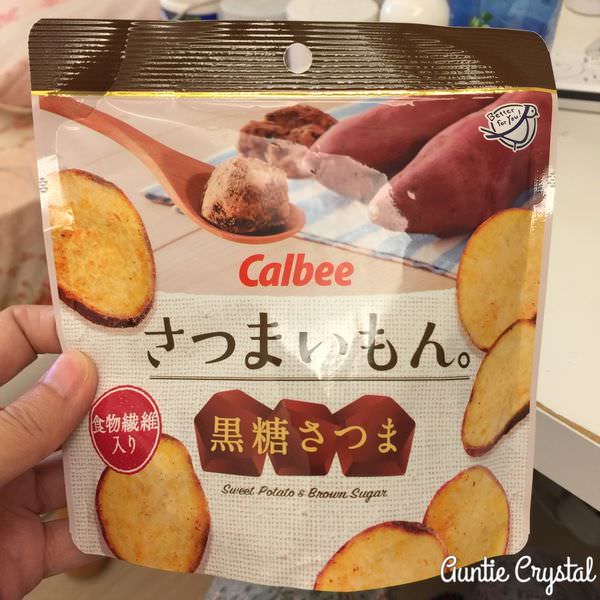 Better
for You!
Calbee
さつまいもん。
食物繊維
入り
黒糖さつま
Sweet Potato & Brown Sugar
Auntie Crystal